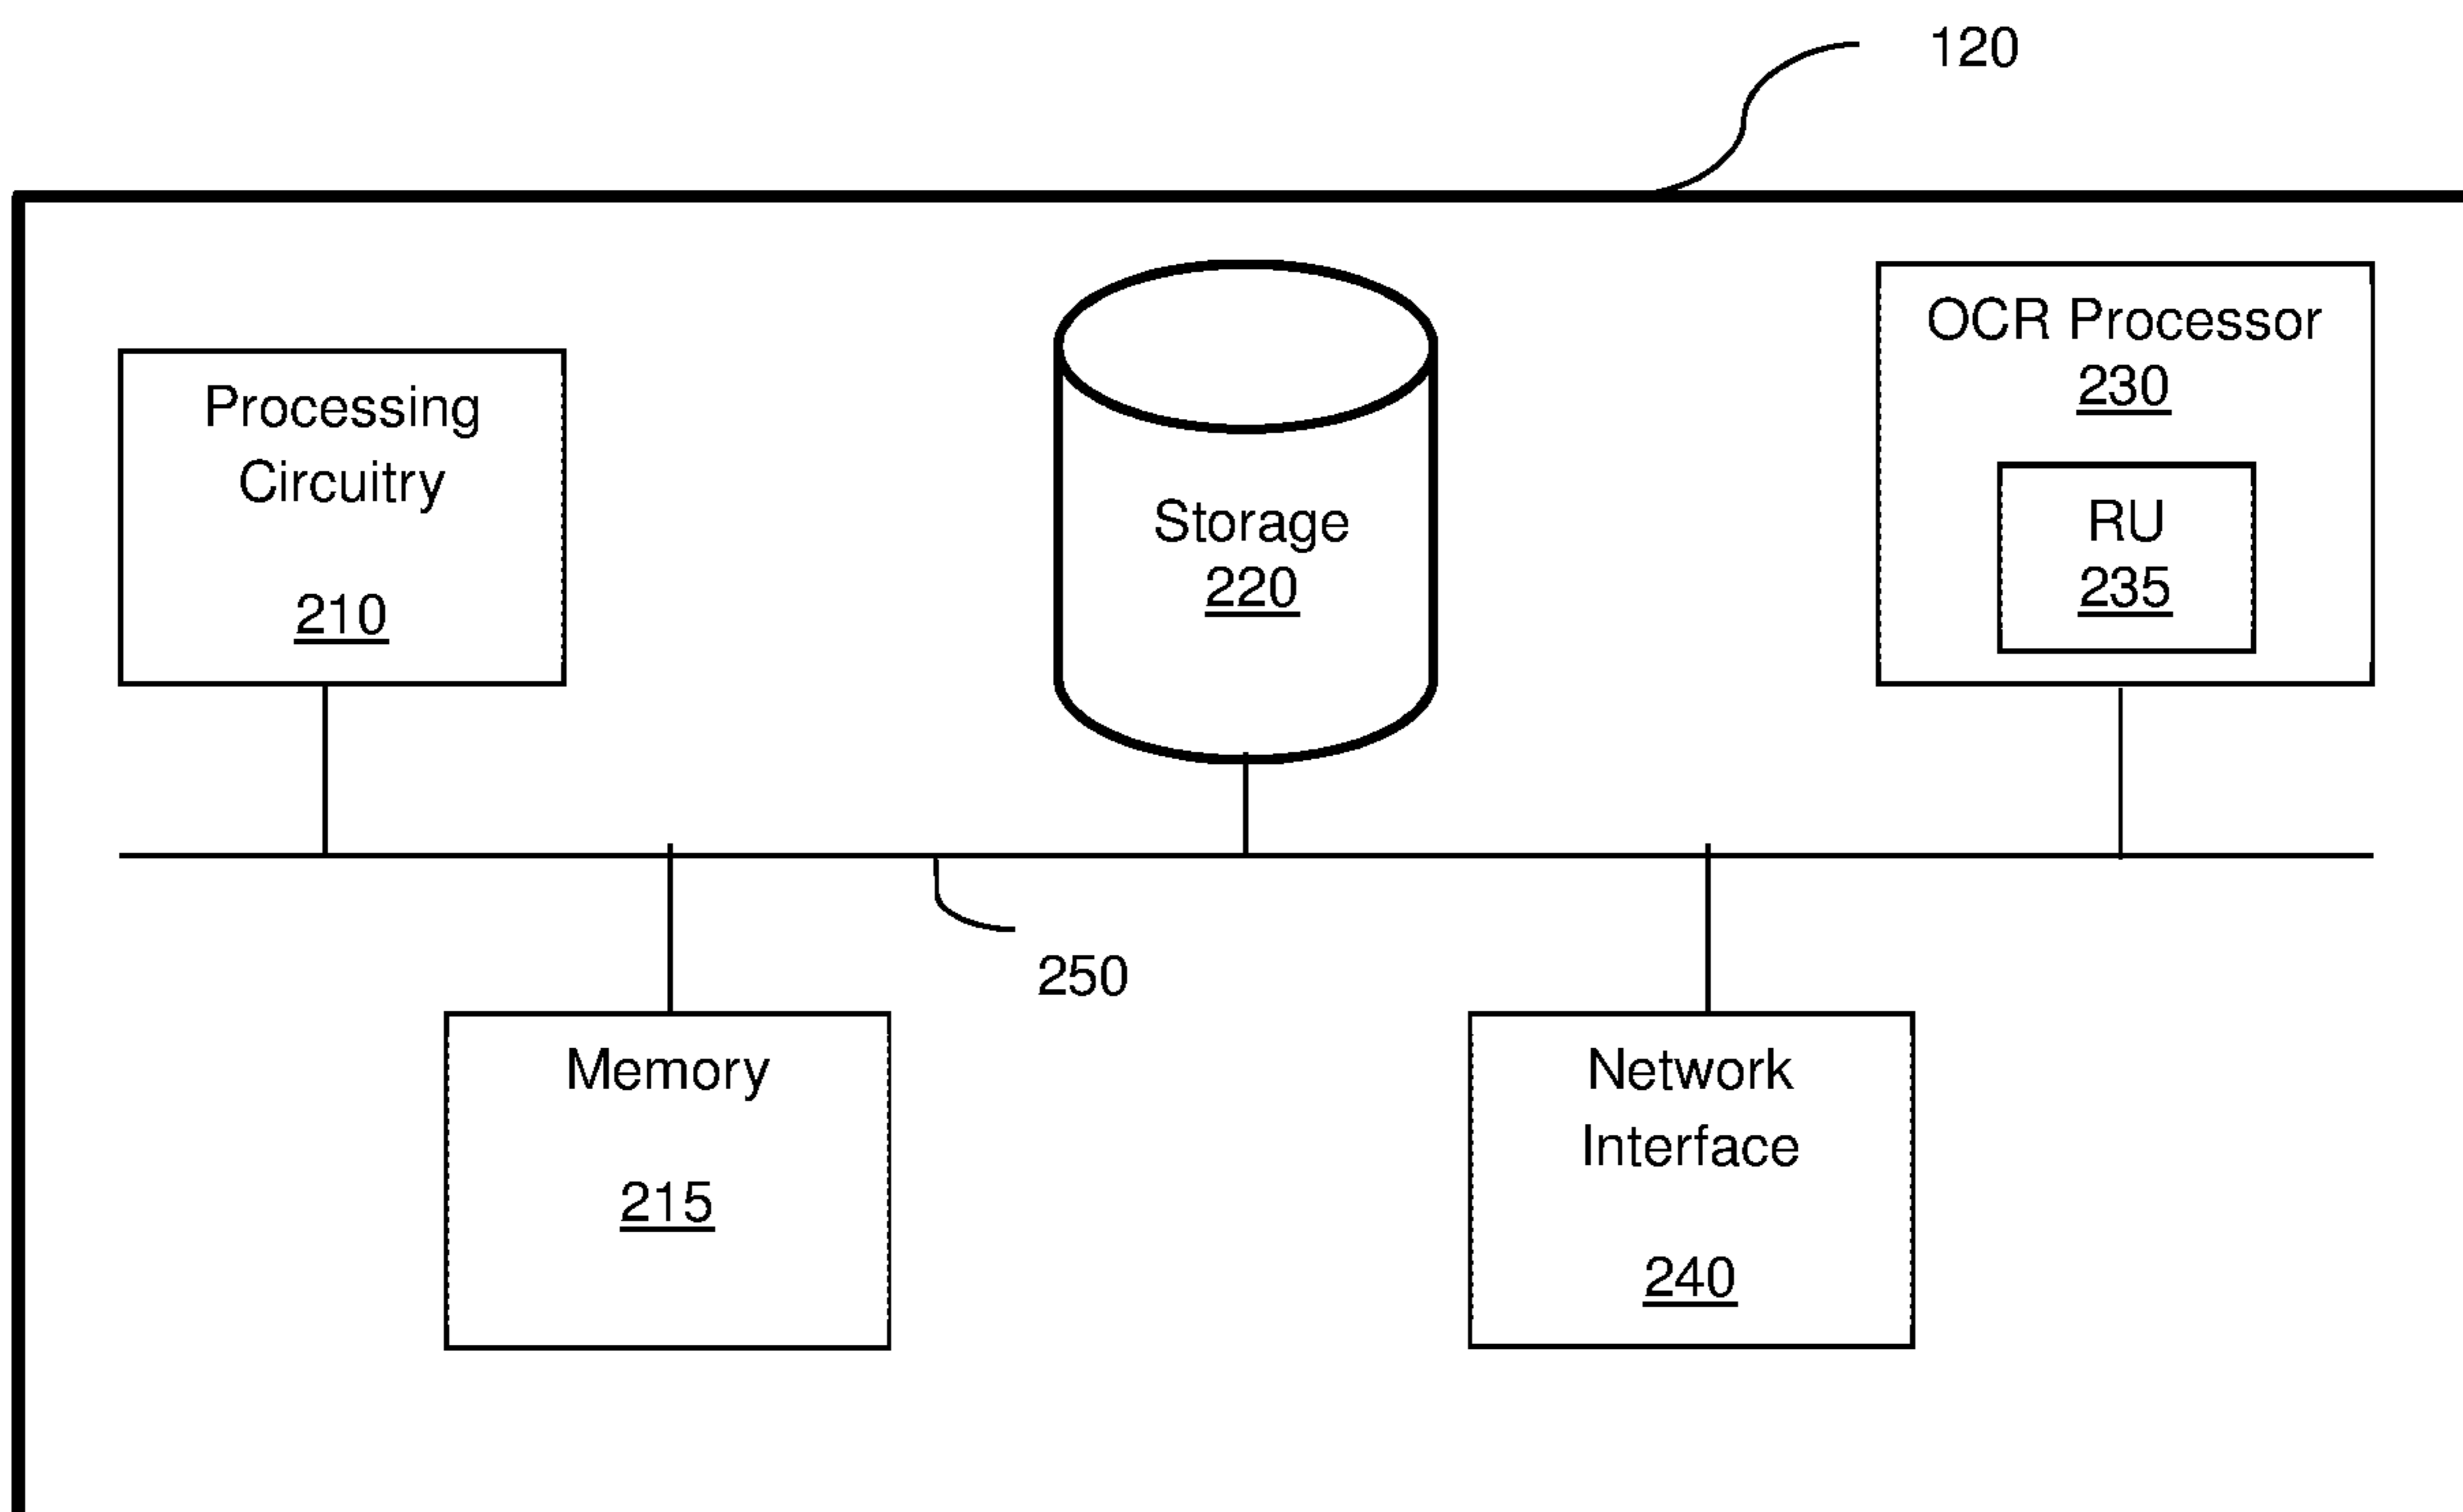 120
Processing
Circuitry
210
Storage
220
OCR Processor
230
RU
235
250
Memory
215
Network
Interface
240